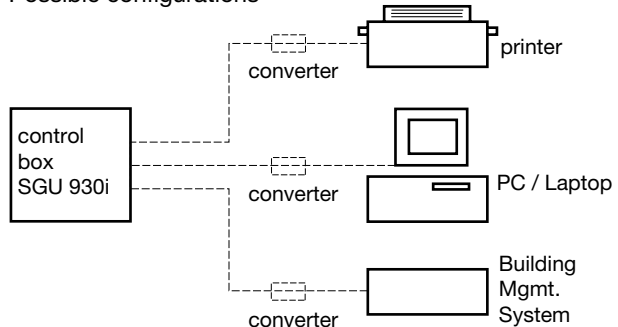 Possible configurations
printer
converter
control
box
SGU 930i
converter
PC / Laptop
Building
Mgmt.
System
converter